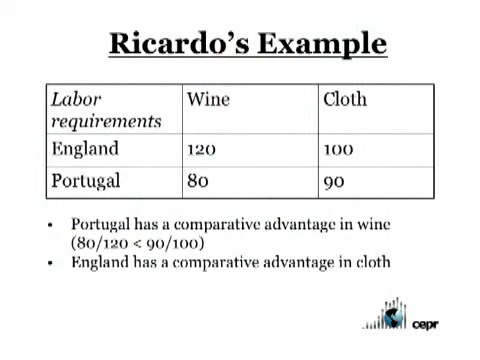 Ricardo's Example
Labor requirements Wine Cloth
England 120 100
Portugal 80 90
• Portugal has a comparative advantage in wine
(80/120 < 90/100)
• England has a comparative advantage in cloth
cepr